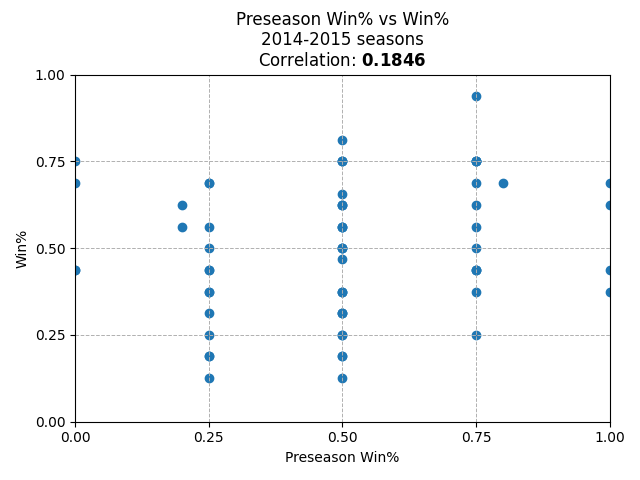 Preseason Win% vs Win%
2014-2015 seasons
Correlation: 0.1846
1.00
0.75
0.50
0.25
0.00
Win%
0.00 0.25 0.50 0.75 1.00
Preseason Win%